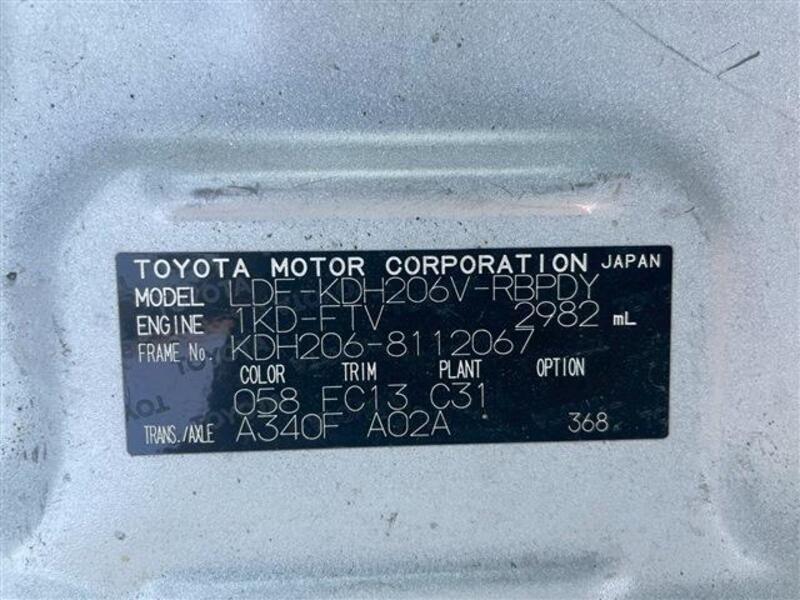 TOYOTA MOTOR CORPORATION JAPAN
MODEL LDF-KDH206V-RBPDY
ENGINE 1KD-FTV 2982 mL
FRAME No. KDH206-8112067
COLOR TRIM PLANT OPTION
058 FC13 C31
TRANS./AXLE A340F A02A 368